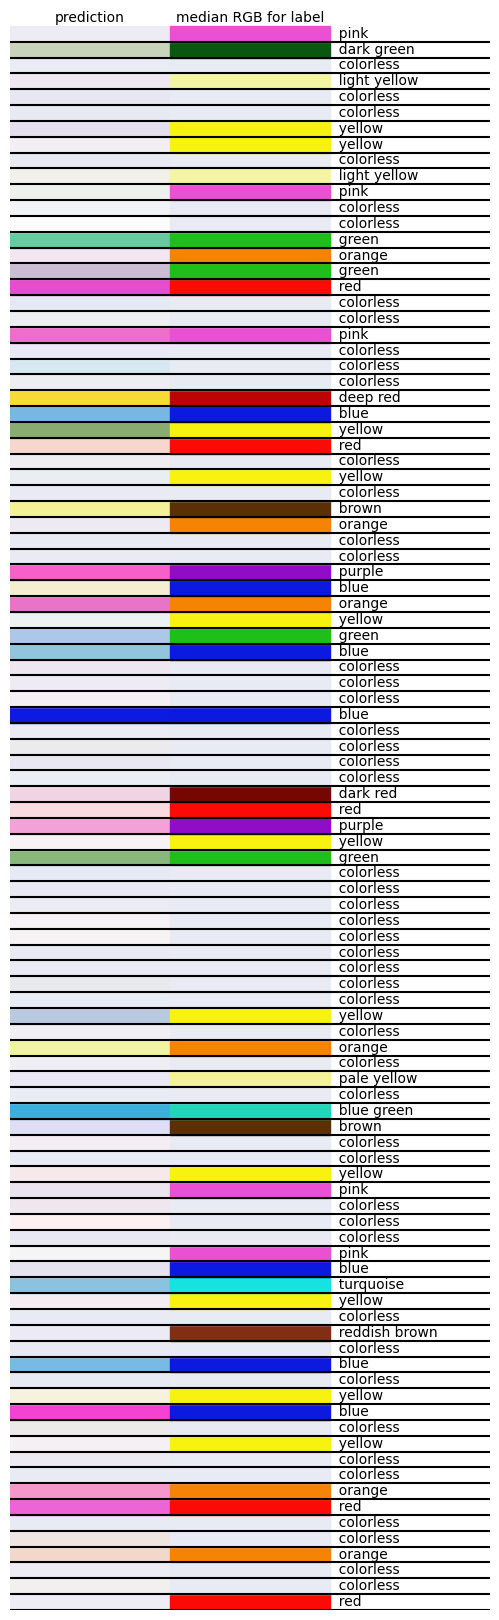 prediction median RGB for label
pink
dark green
colorless
light yellow
colorless
colorless
yellow
yellow
colorless
light yellow
pink
colorless
colorless
green
orange
green
red
colorless
colorless
pink
colorless
colorless
colorless
deep red
blue
yellow
red
colorless
yellow
colorless
brown
orange
colorless
colorless
purple
blue
orange
yellow
green
blue
colorless
colorless
colorless
blue
colorless
colorless
colorless
colorless
dark red
red
purple
yellow
green
colorless
colorless
colorless
colorless
colorless
colorless
colorless
colorless
colorless
yellow
colorless
orange
colorless
pale yellow
colorless
blue green
brown
colorless
colorless
yellow
pink
colorless
colorless
colorless
pink
blue
turquoise
yellow
colorless
reddish brown
colorless
blue
colorless
yellow
blue
colorless
yellow
colorless
colorless
orange
red
colorless
colorless
orange
colorless
colorless
red